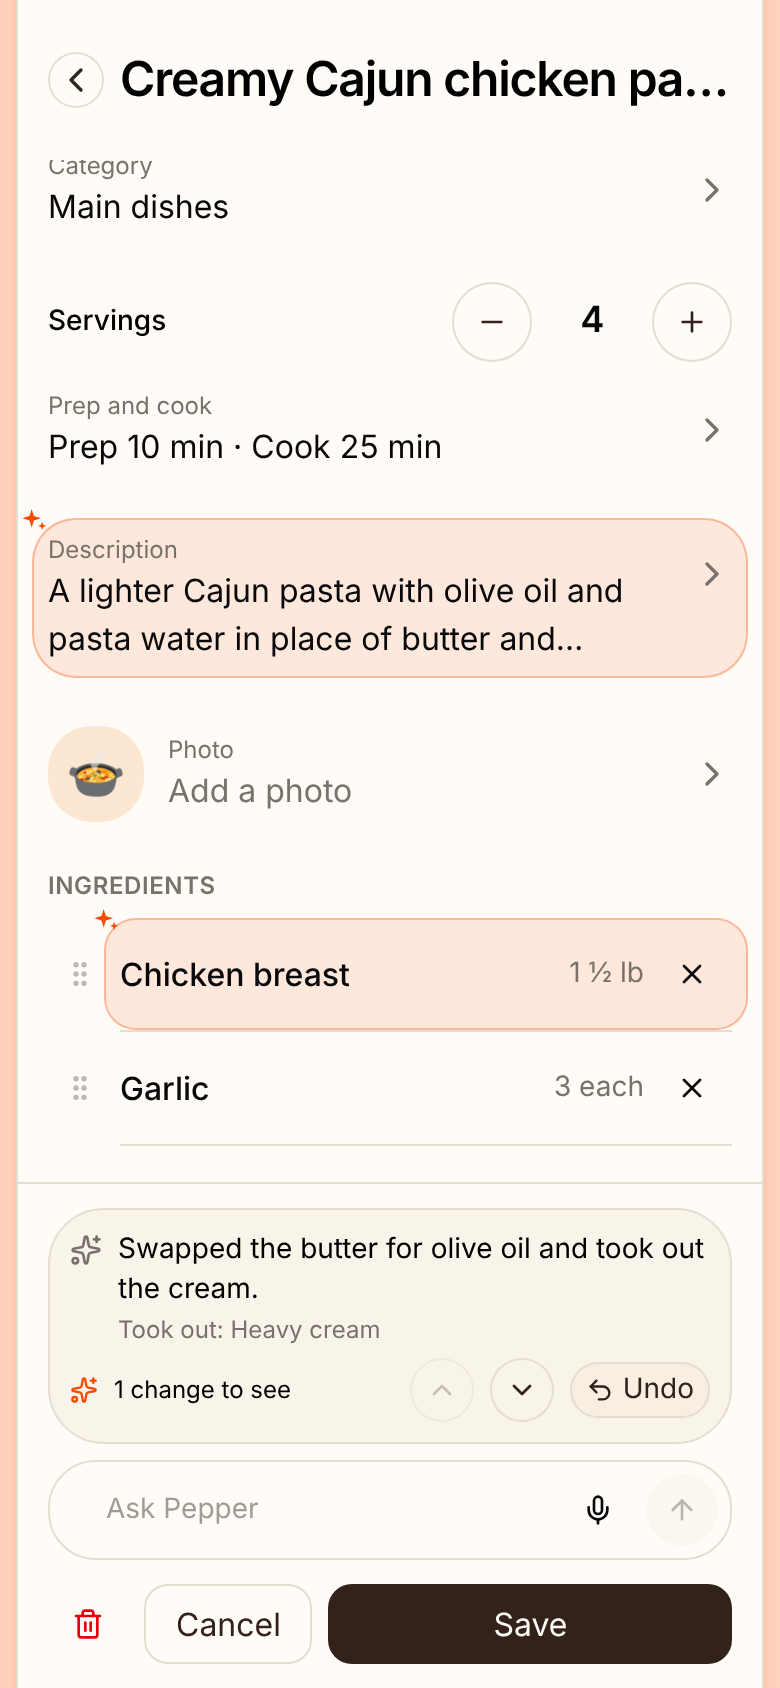 Creamy Cajun chicken pa...
Category
Main dishes
Servings
4
Prep and cook
Prep 10 min · Cook 25 min
Description
A lighter Cajun pasta with olive oil and
pasta water in place of butter and...
Photo
Add a photo
INGREDIENTS
Chicken breast 1 ½ lb
Garlic 3 each
Swapped the butter for olive oil and took out
the cream.
Took out: Heavy cream
1 change to see
Undo
Ask Pepper
Cancel
Save